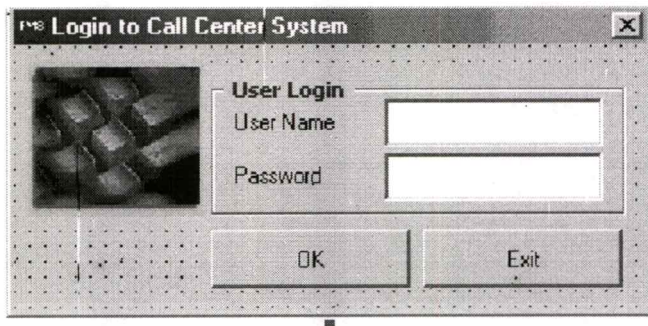 Login to Call Center System
User Login
User Name
Password
OK
Exit